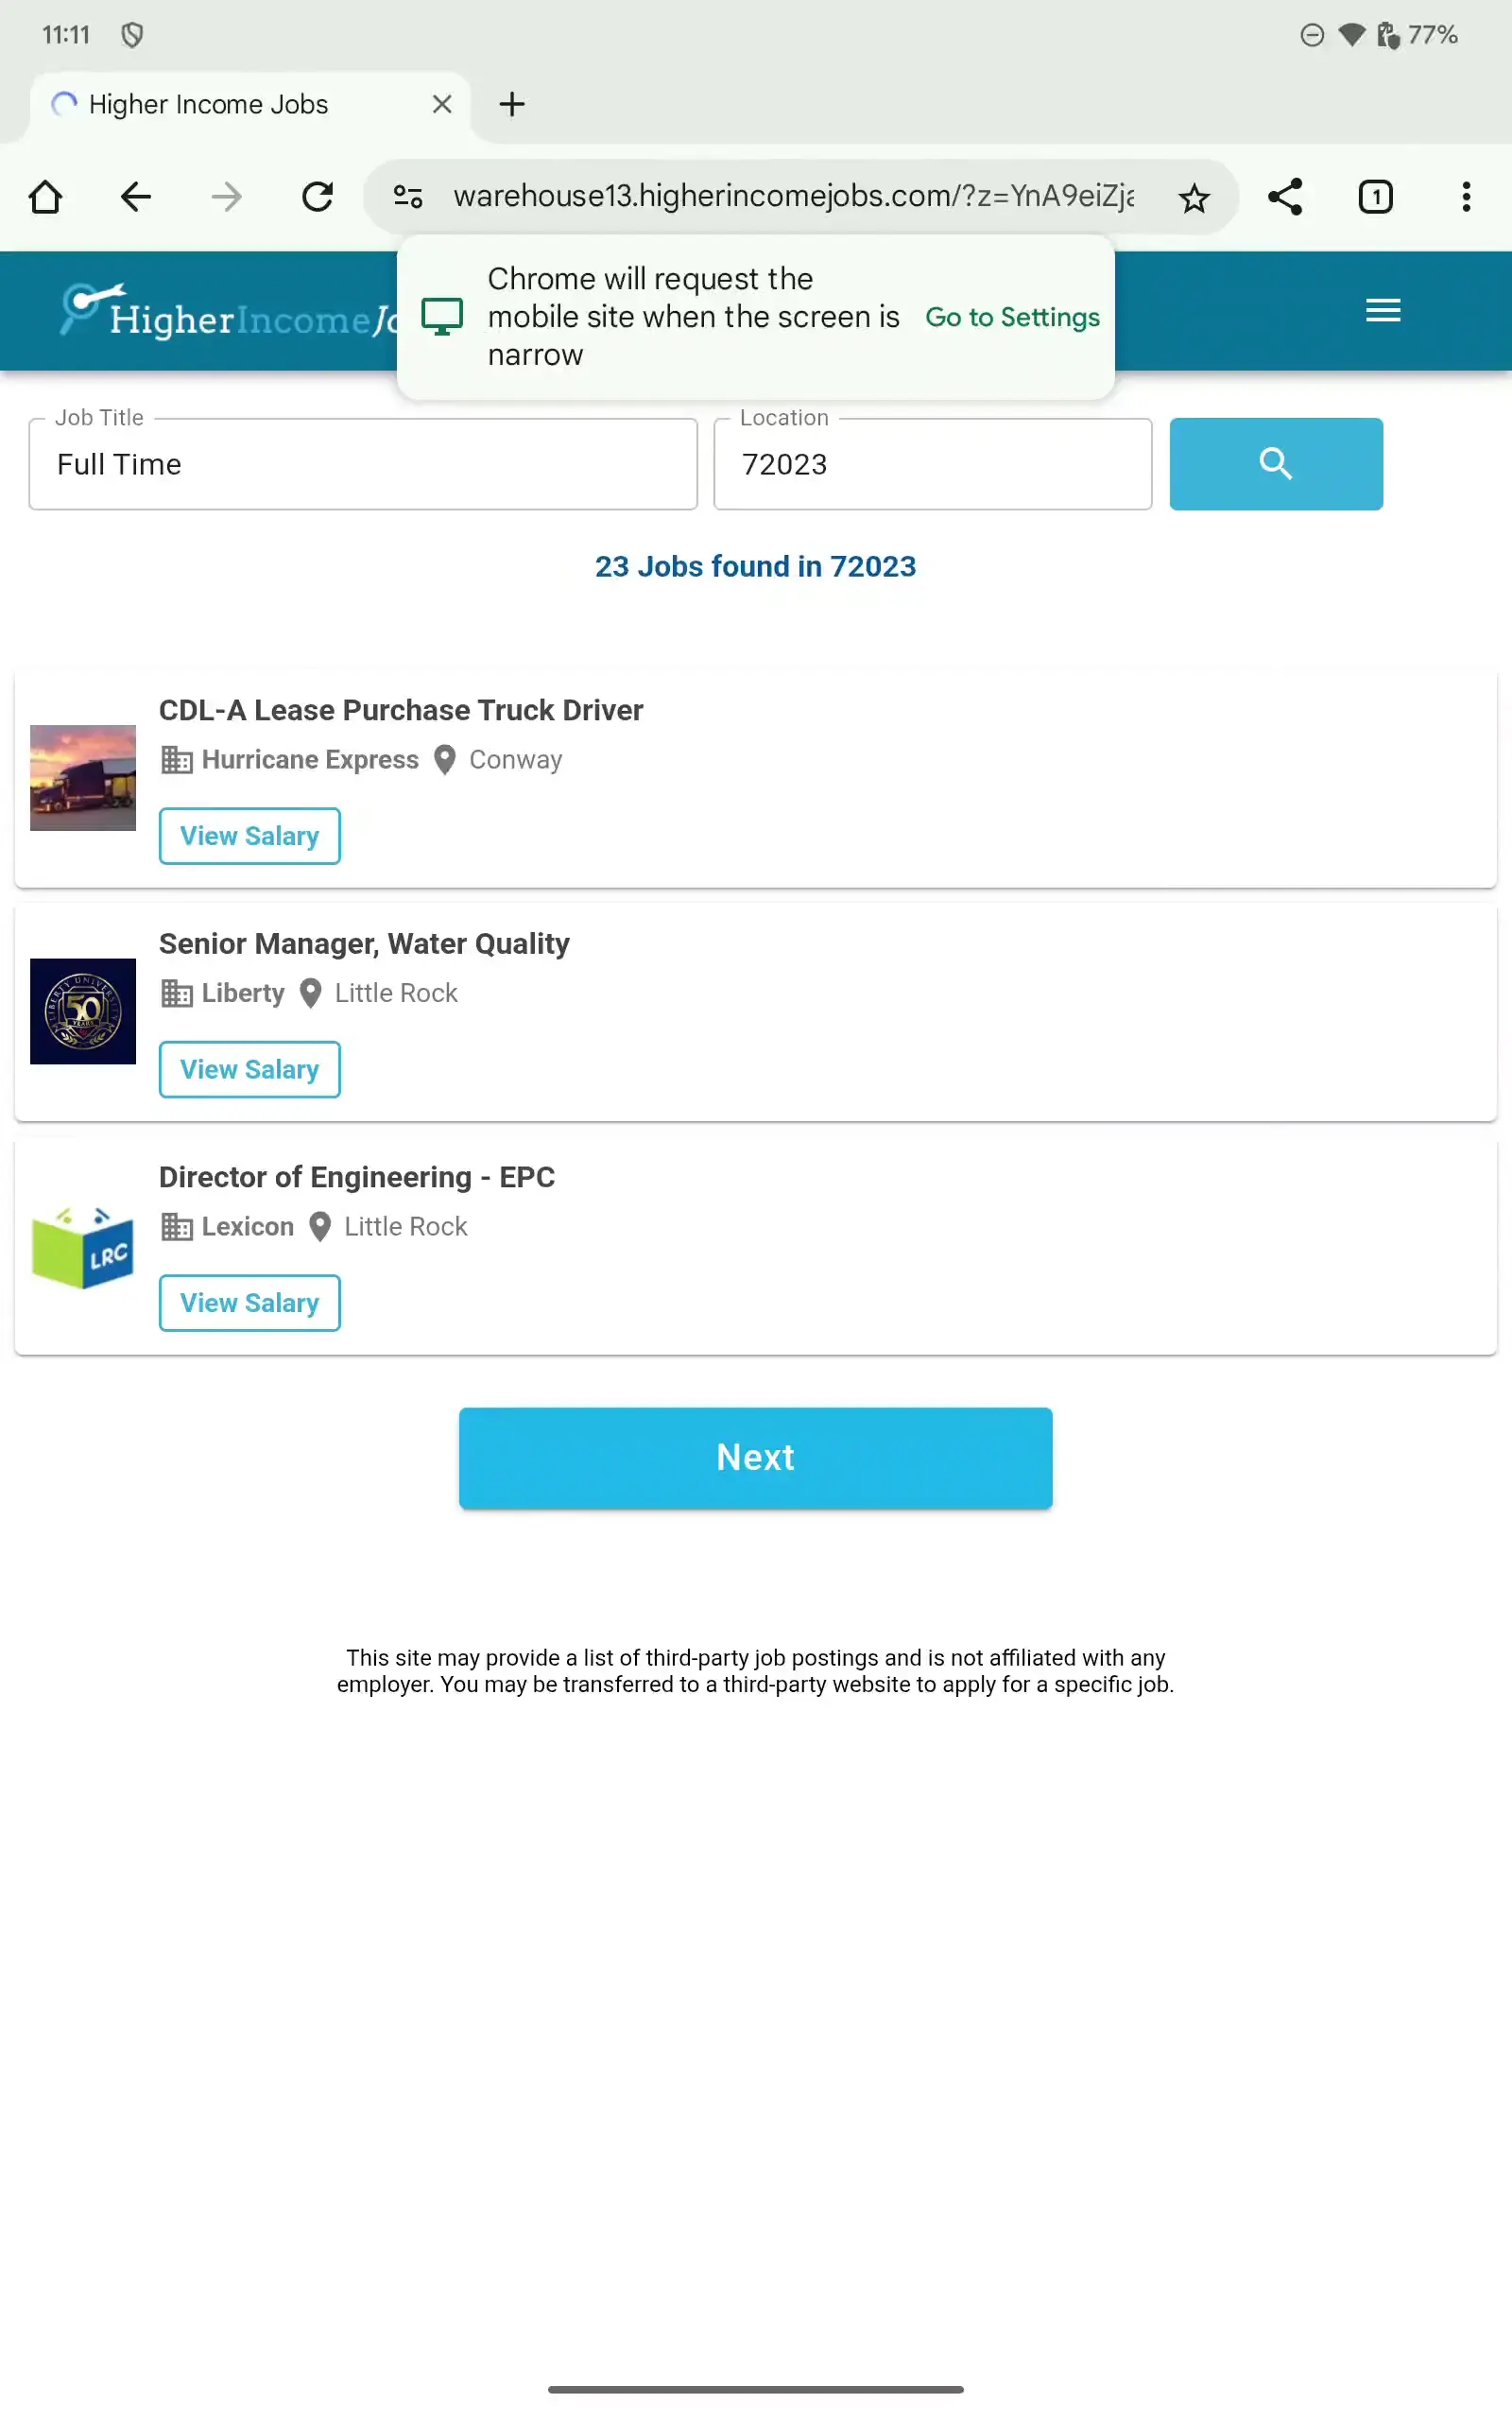 11:11
77%
Higher Income Jobs
warehouse13.higherincomejobs.com/?z=YnA9eiZj
1
HigherIncomeJo
Chrome will request the
mobile site when the screen is
narrow
Go to Settings
Job Title
Full Time
Location
72023
23 Jobs found in 72023
CDL-A Lease Purchase Truck Driver
Hurricane Express
Conway
View Salary
Senior Manager, Water Quality
Liberty
Little Rock
LIBERTY UNIVERSITY
50
YEARS
View Salary
Director of Engineering - EPC
Lexicon
Little Rock
LRC
View Salary
Next
This site may provide a list of third-party job postings and is not affiliated with any
employer. You may be transferred to a third-party website to apply for a specific job.